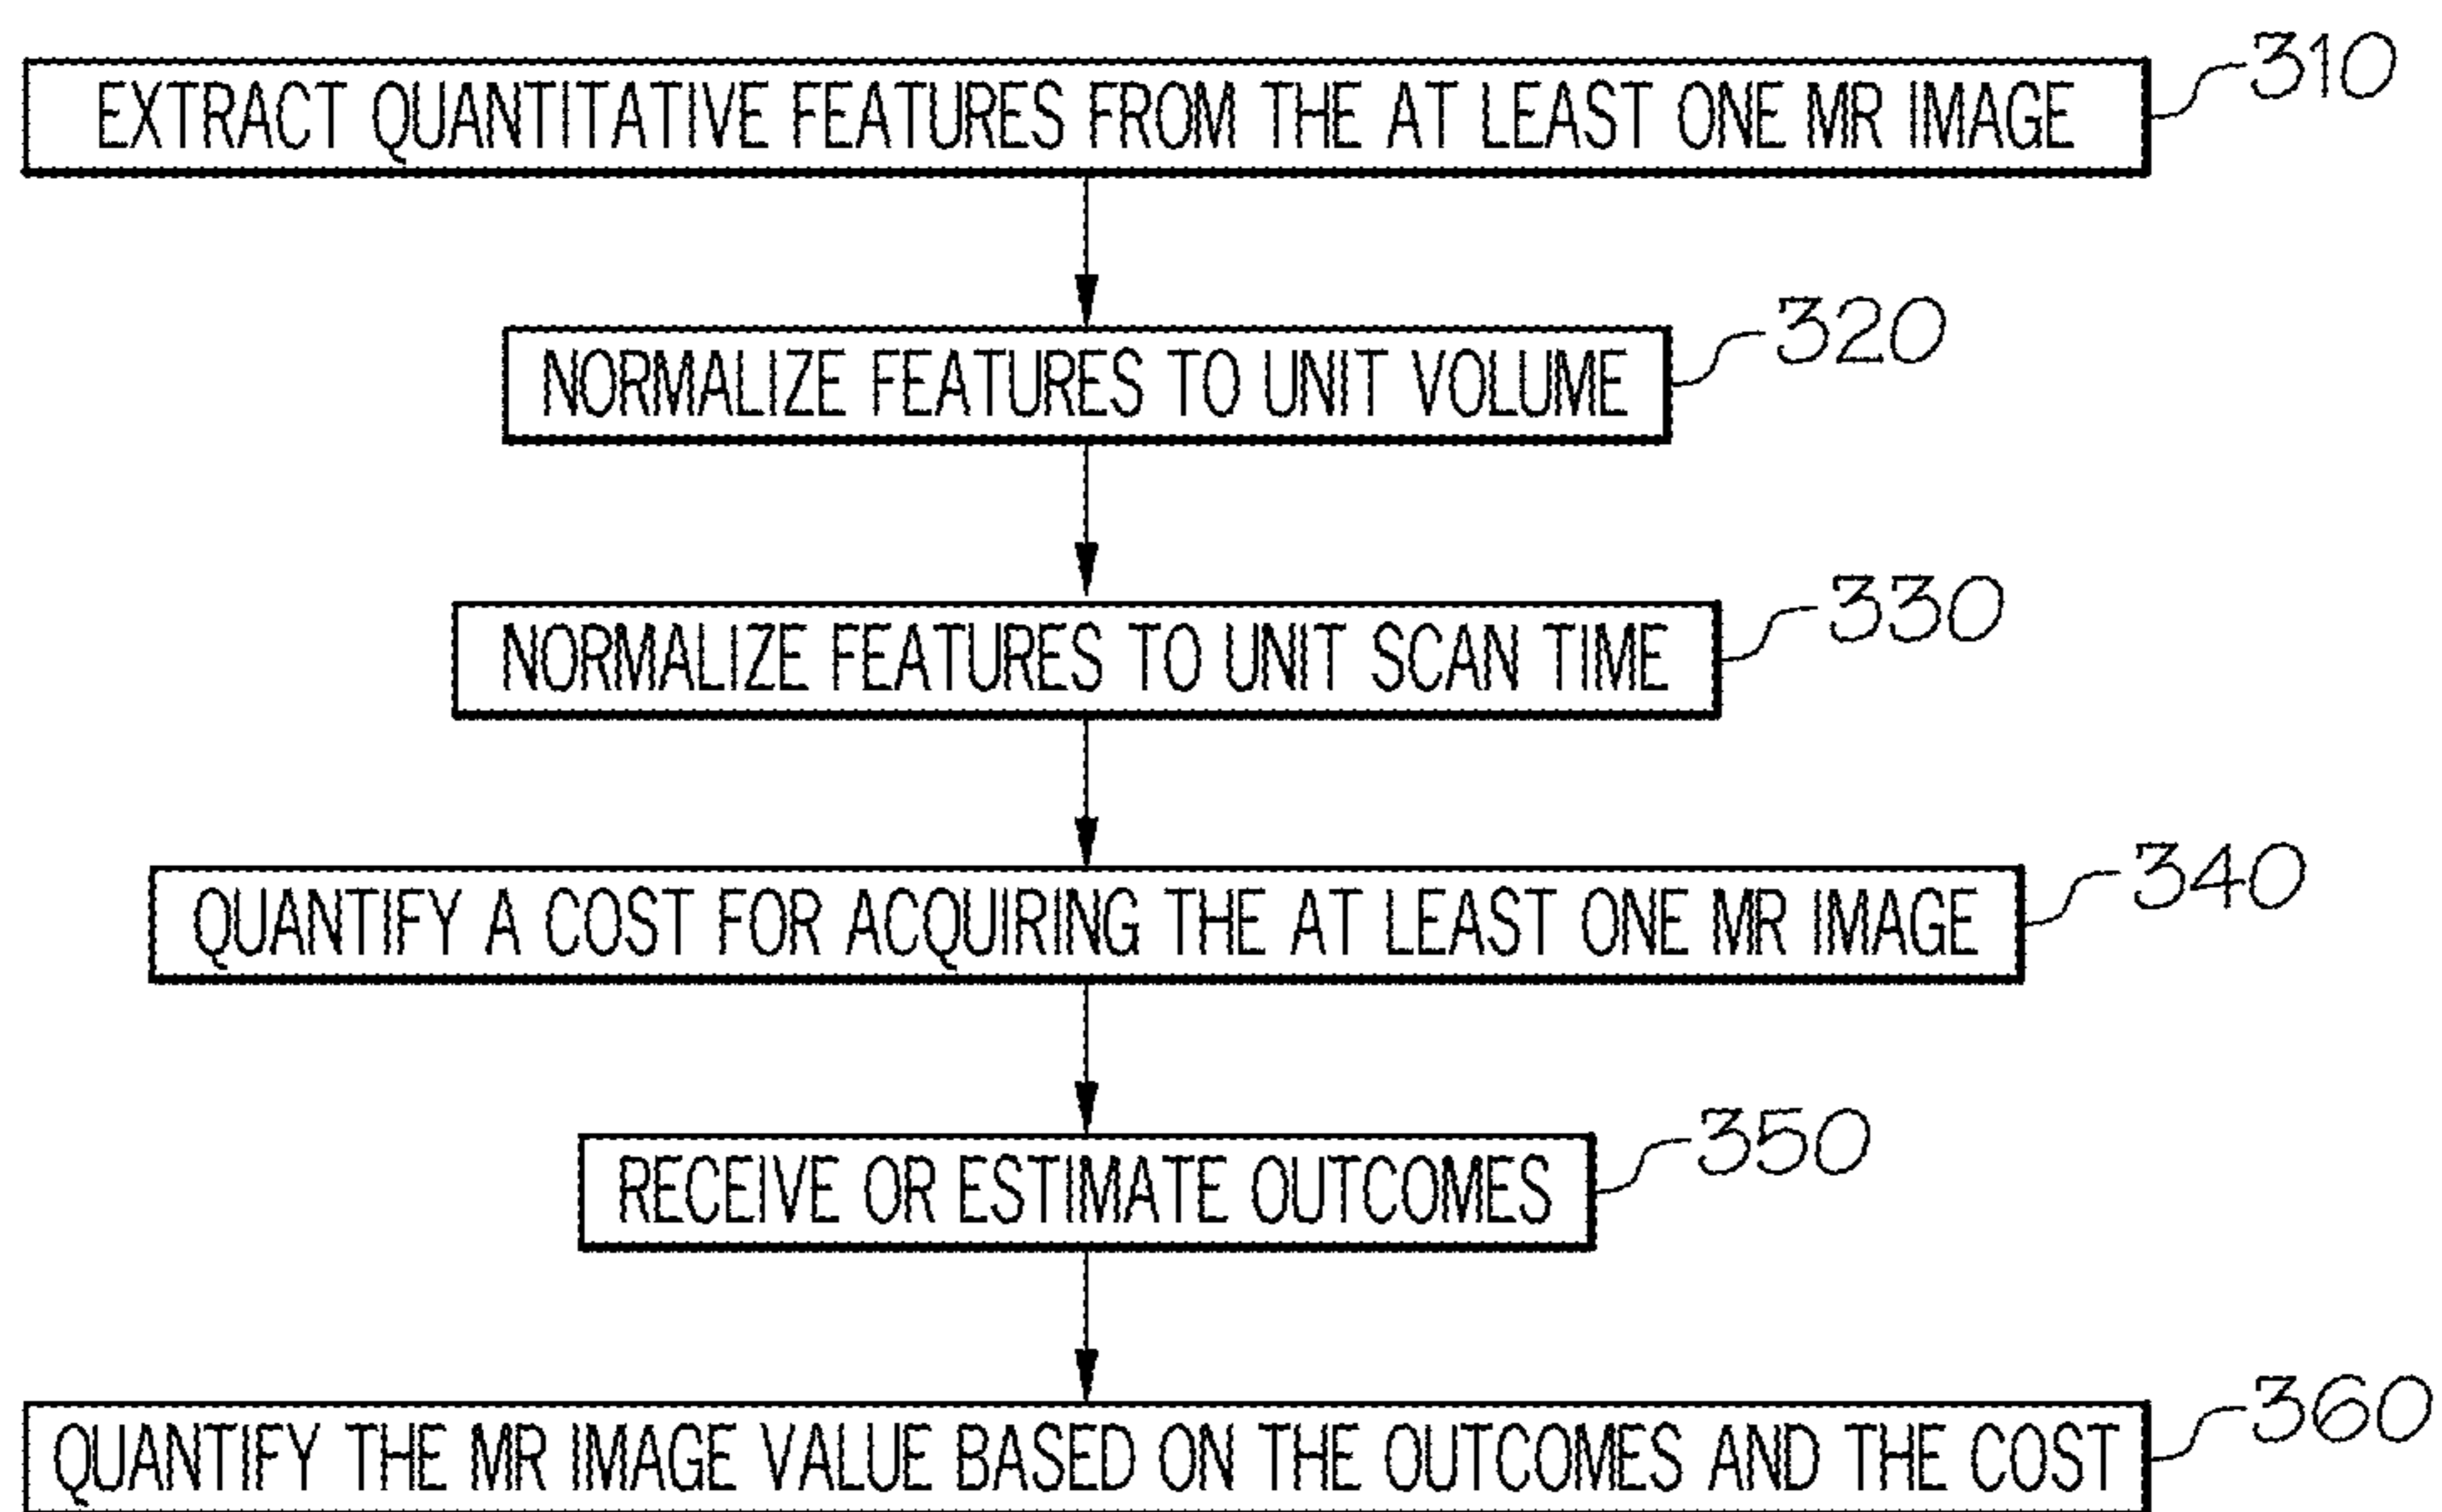 EXTRACT QUANTITATIVE FEATURES FROM THE AT LEAST ONE MR IMAGE 310
NORMALIZE FEATURES TO UNIT VOLUME 320
NORMALIZE FEATURES TO UNIT SCAN TIME 330
QUANTIFY A COST FOR ACQUIRING THE AT LEAST ONE MR IMAGE 340
RECEIVE OR ESTIMATE OUTCOMES 350
QUANTIFY THE MR IMAGE VALUE BASED ON THE OUTCOMES AND THE COST 360